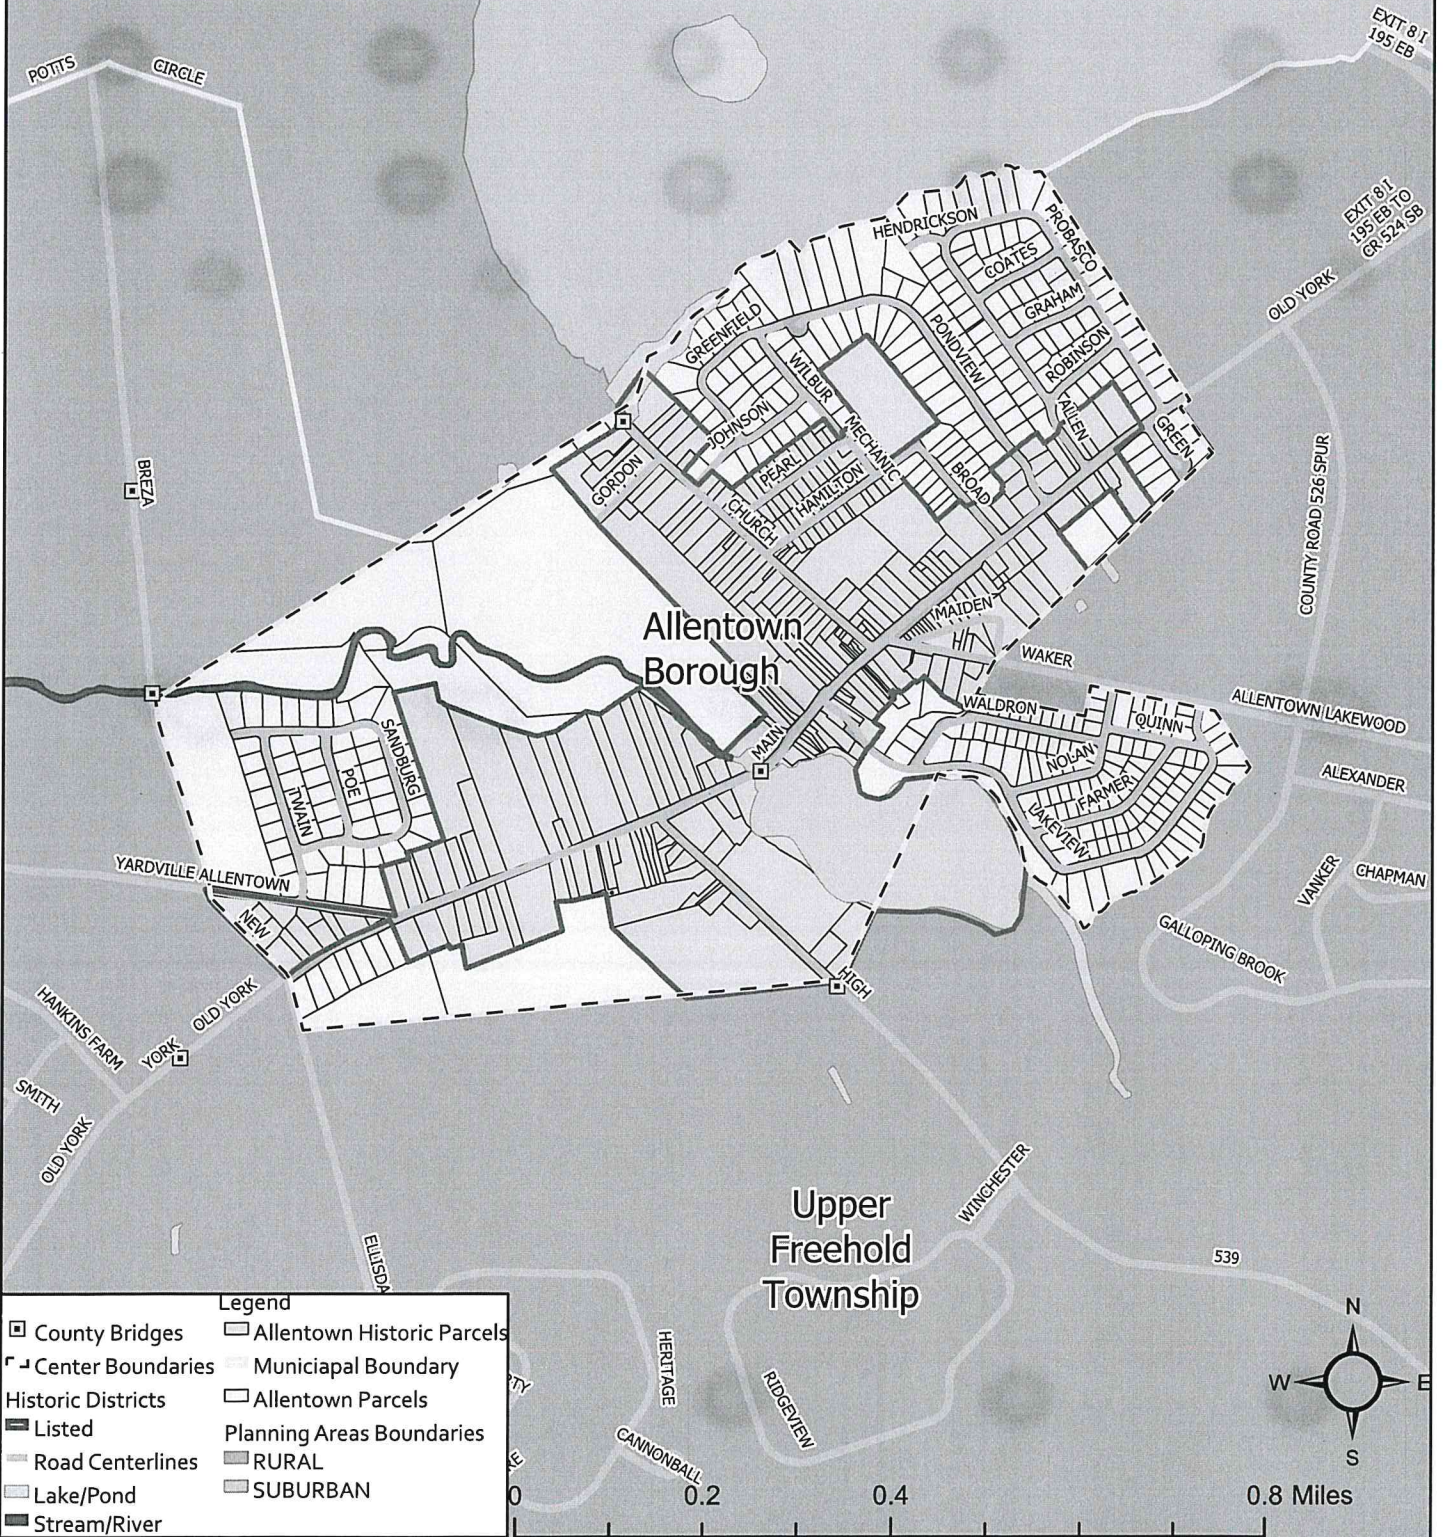 EXIT 8 I
195 EB
POTTS
CIRCLE
EXIT 8 I
195 EB TO
CR 524 SB
HENDRICKSON
PROBASCO
COATES
GRAHAM
OLD YORK
GREENFIELD
PONDVIEW
ROBINSON
WILBUR
ALLEN
JOHNSON
MECHANIC
GREEN
PEARL
BROAD
HAMILTON
GORDON
CHURCH
BREZA
COUNTY ROAD 526 SPUR
Allentown
Borough
MAIDEN
WAKER
WALDRON
ALLENTOWN LAKEWOOD
QUINN
MAIN
NOLAN
SANDBURG
POE
TWAIN
FARMER
ALEXANDER
LAKEVIEW
YARDVILLE ALLENTOWN
VANKER
CHAPMAN
NEW
GALLOPING BROOK
HIGH
HANKINS FARM
OLD YORK
YORK
SMITH
OLD YORK
WINCHESTER
Upper
Freehold
Township
539
ELLISDA
HERITAGE
RIDGEVIEW
CANNONBALL
N
W
E
S
Legend
County Bridges
Center Boundaries
Historic Districts
Listed
Road Centerlines
Lake/Pond
Stream/River
Allentown Historic Parcels
Municiapal Boundary
Allentown Parcels
Planning Areas Boundaries
RURAL
SUBURBAN
0 0.2 0.4 0.8 Miles